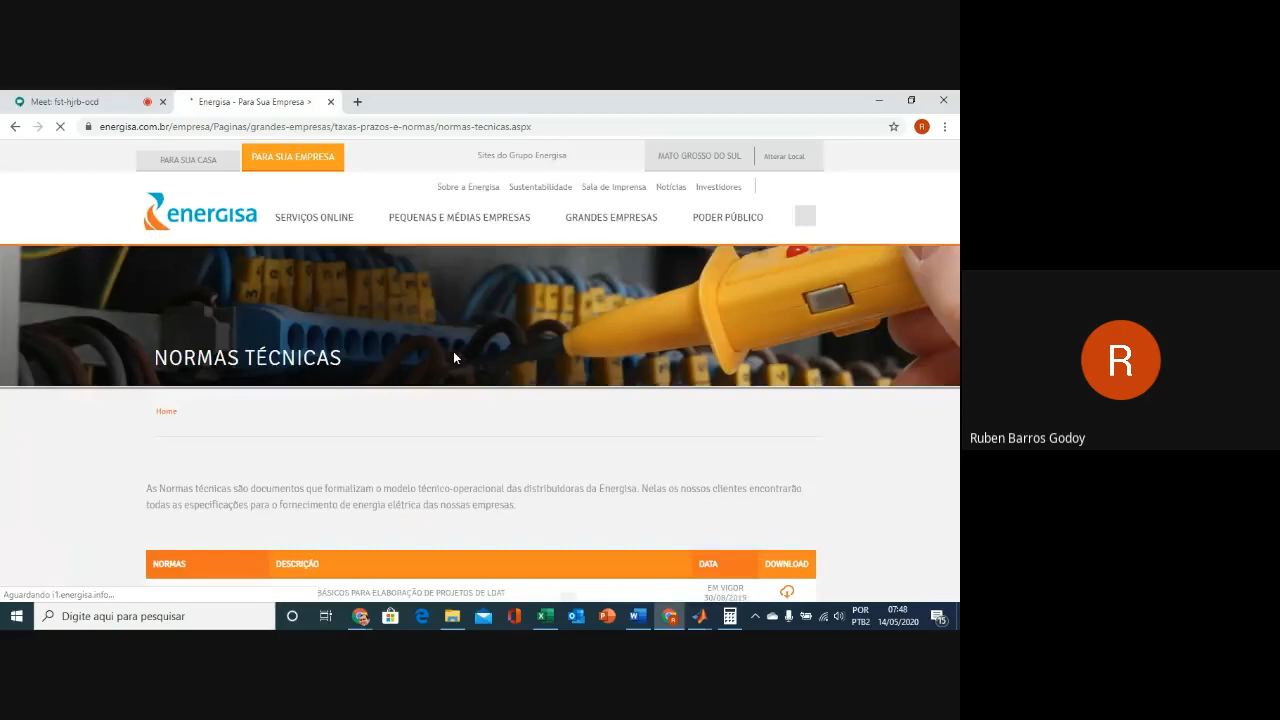 Meet: fst-hjrb-ocd
Energisa - Para Sua Empresa >
energisa.com.br/empresa/Paginas/grandes-empresas/taxas-prazos-e-normas/normas-tecnicas.aspx
R
PARA SUA CASA
PARA SUA EMPRESA
Sites do Grupo Energisa
MATO GROSSO DO SUL
Alterar Local
Sobre a Energisa
Sustentabilidade
Sala de Imprensa
Notícias
Investidores
energisa
SERVIÇOS ONLINE
PEQUENAS E MÉDIAS EMPRESAS
GRANDES EMPRESAS
PODER PÚBLICO
NORMAS TÉCNICAS
Home
As Normas técnicas são documentos que formalizam o modelo técnico-operacional das distribuidoras da Energisa. Nelas os nossos clientes encontrarão
todas as especificações para o fornecimento de energia elétrica das nossas empresas.
NORMAS
DESCRIÇÃO
DATA
DOWNLOAD
BÁSICOS PARA ELABORAÇÃO DE PROJETOS DE LDAT
EM VIGOR
30/08/2019
Aguardando i1.energisa.info...
Digite aqui para pesquisar
POR
PTB2
07:48
14/05/2020
15
R
Ruben Barros Godoy